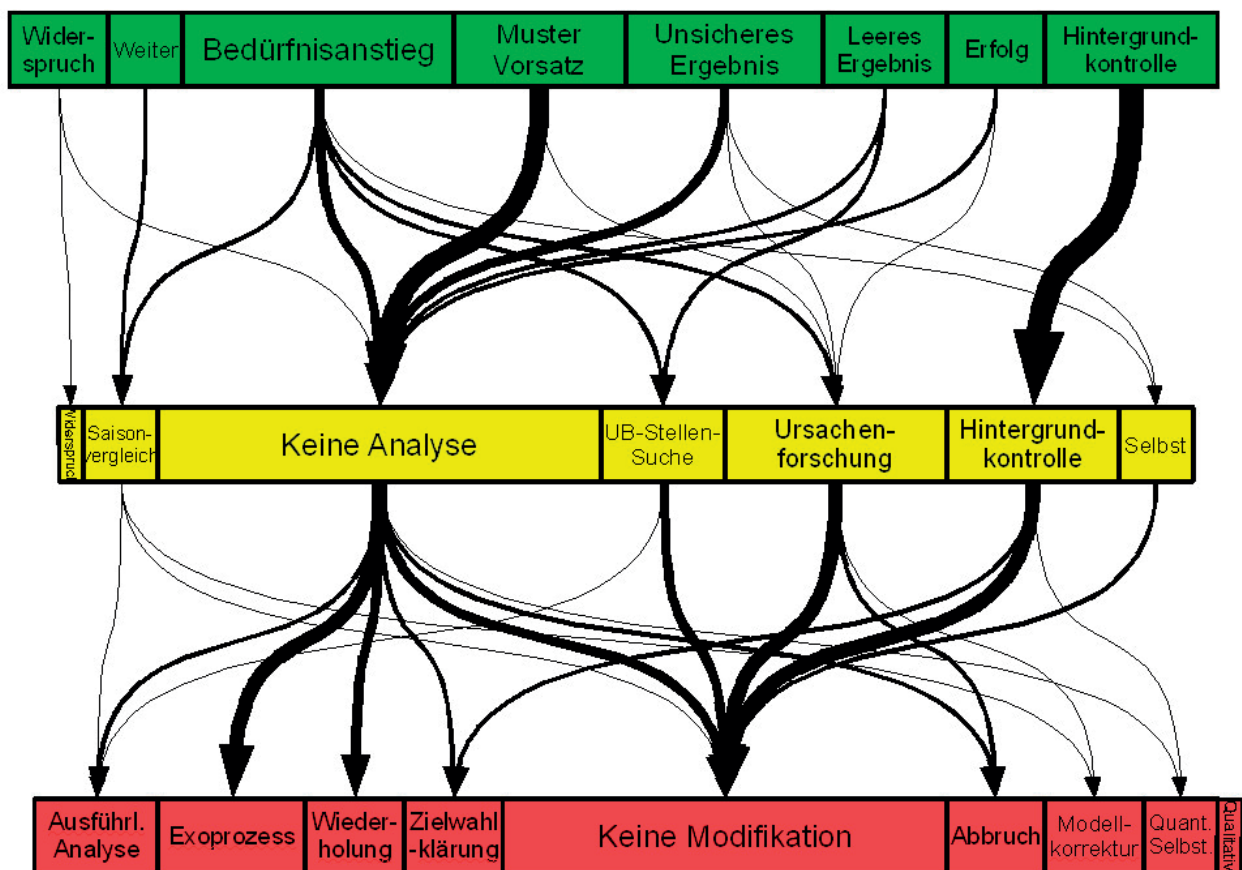 Wider-
spruch
Weiter
Bedürfnisanstieg
Muster
Vorsatz
Unsicheres
Ergebnis
Leeres
Ergebnis
Erfolg
Hintergrund-
kontrolle
Widerspruch
Saison-
vergleich
Keine Analyse
UB-Stellen-
Suche
Ursachen-
forschung
Hintergrund-
kontrolle
Selbst
Ausführl.
Analyse
Exoprozess
Wieder-
holung
Zielwahl
-klärung
Keine Modifikation
Abbruch
Modell-
korrektur
Quant.
Selbst.
Qualitativ